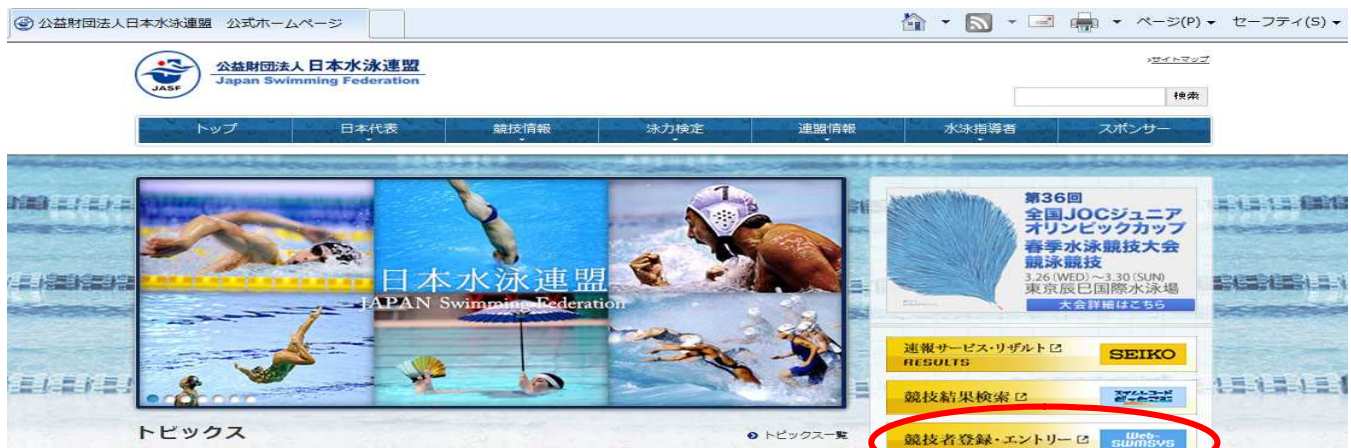 公益財団法人日本水泳連盟 公式ホームページ
ページ(P) セーフティ(S)
JASF
公益財団法人 日本水泳連盟
Japan Swimming Federation
サイトマップ
検索
トップ 日本代表 競技情報 泳力検定 連盟情報 水泳指導者 スポンサー
日本水泳連盟
JAPAN Swimming Federation
1
第36回
全国JOCジュニア
オリンピックカップ
春季水泳競技大会
競泳競技
3.26(WED)~3.30(SUN)
東京辰巳国際水泳場
大会詳細はこちら
速報サービス・リザルト
RESULTS
SEIKO
競技結果検索
トピックス
トピックス一覧
競技者登録・エントリー
Web-
SWMSYS